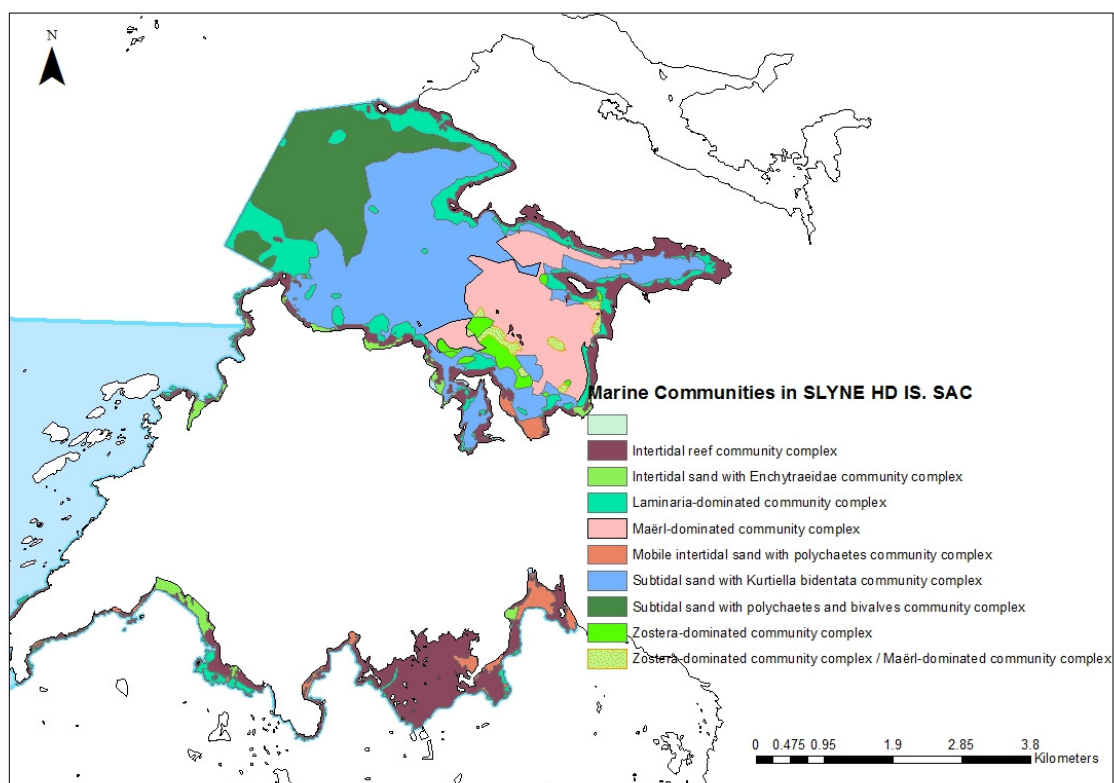 N
Marine Communities in SLYNE HD IS. SAC
Intertidal reef community complex
Intertidal sand with Enchytraeidae community complex
Laminaria-dominated community complex
Maërl-dominated community complex
Mobile intertidal sand with polychaetes community complex
Subtidal sand with Kurtiella bidentata community complex
Subtidal sand with polychaetes and bivalves community complex
Zostera-dominated community complex
Zostera-dominated community complex / Maërl-dominated community complex
0 0.475 0.95 1.9 2.85 3.8
Kilometers